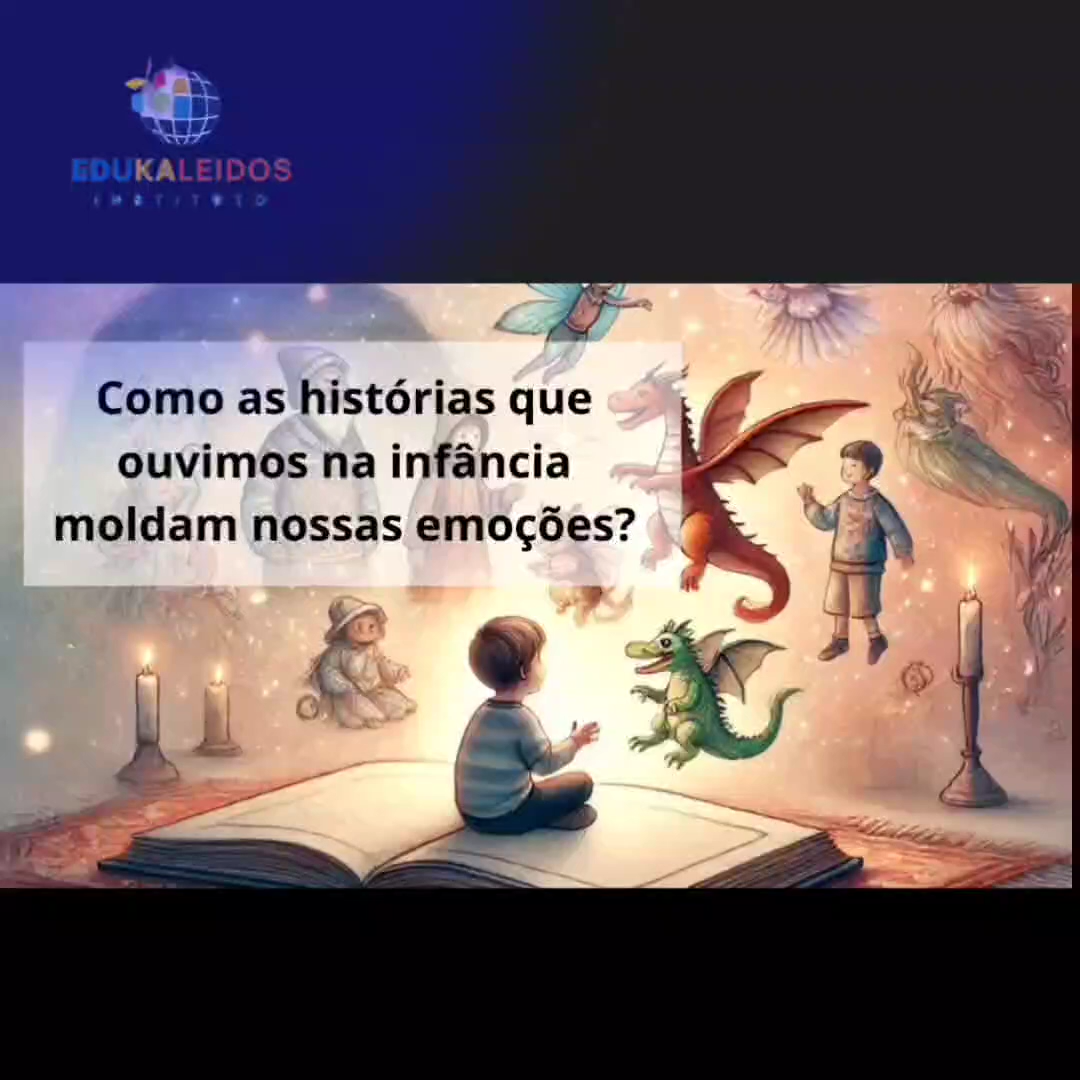 EDUKALEIDOS
Como as histórias que
ouvimos na infância
moldam nossas emoções?